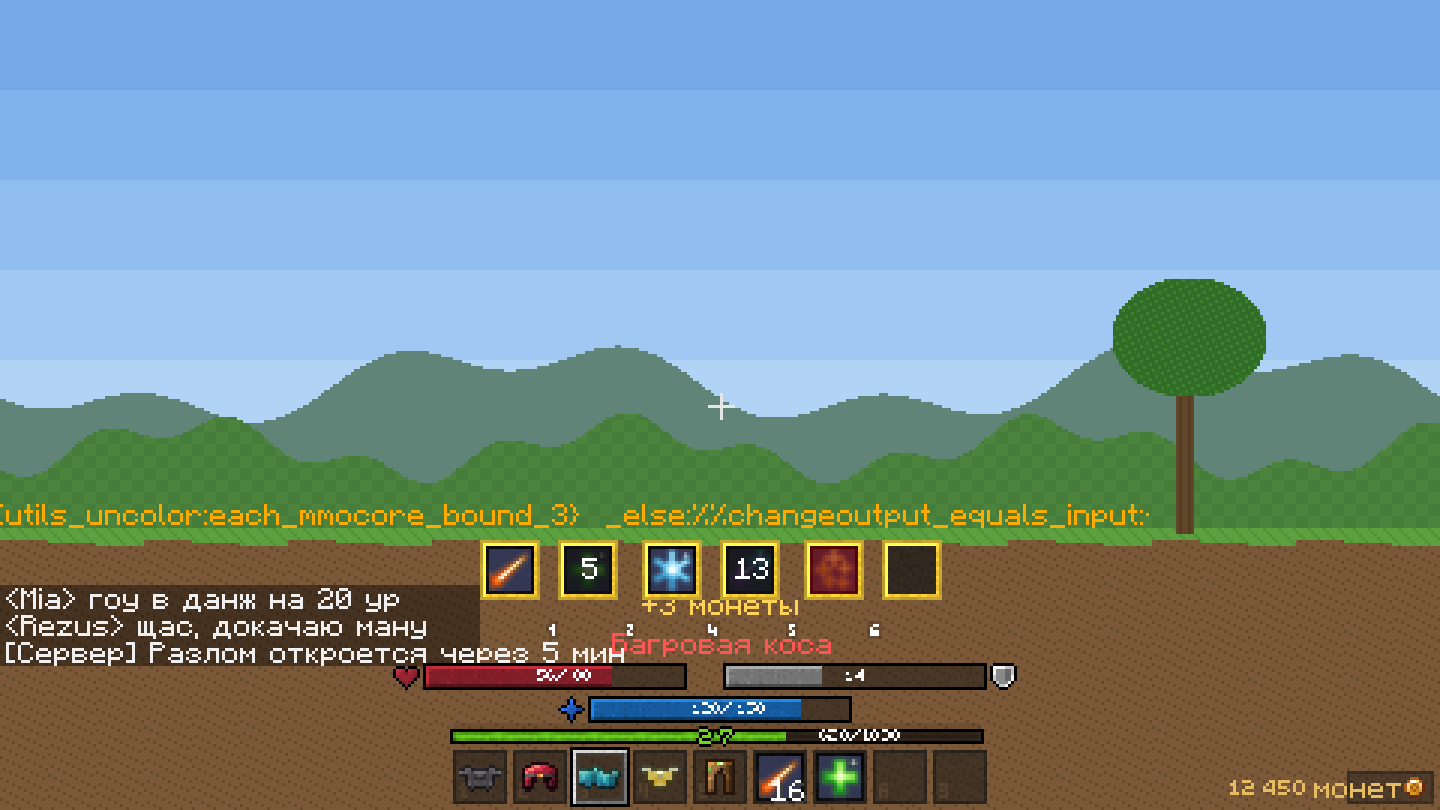 {utils_uncolor:each_mmocore_bound_3}  _else://changeoutput_equals_input:
5 13
<Mia> гоу в данж на 20 ур
+3 монеты
<Rezus> щас, докачаю ману
1 2 4 5 6
Багровая коса
[Сервер] Разлом откроется через 5 мин
27
16
12 450 монет